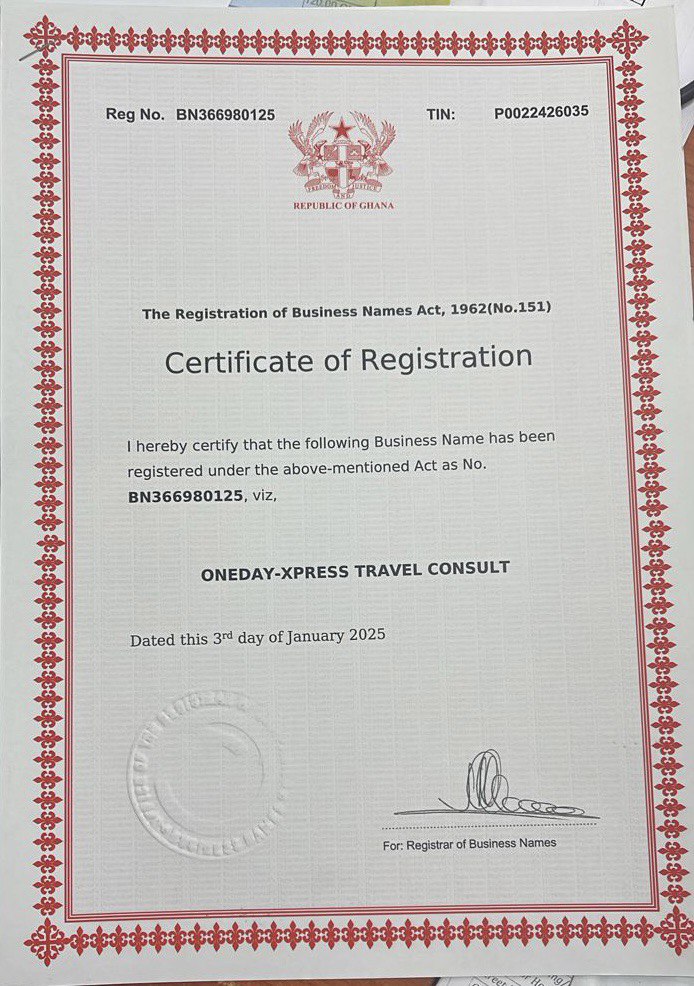 Reg No. BN366980125
TIN: P0022426035
FREEDOM AND JUSTICE
REPUBLIC OF GHANA
The Registration of Business Names Act, 1962(No.151)
Certificate of Registration
I hereby certify that the following Business Name has been
registered under the above-mentioned Act as No.
BN366980125, viz,
ONEDAY-XPRESS TRAVEL CONSULT
Dated this 3rd day of January 2025
For: Registrar of Business Names